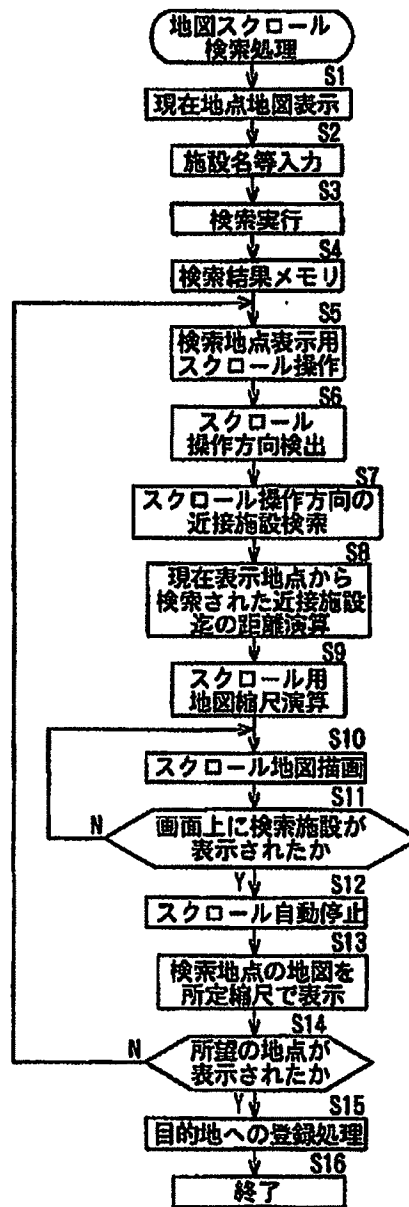 地図スクロール
検索処理
S1
現在地点地図表示
S2
施設名等入力
S3
検索実行
S4
検索結果メモリ
S5
検索地点表示用
スクロール操作
S6
スクロール
操作方向検出
S7
スクロール操作方向の
近接施設検索
S8
現在表示地点から
検索された近接施設
迄の距離演算
S9
スクロール用
地図縮尺演算
S10
スクロール地図描画
S11
N
画面上に検索施設が
表示されたか
Y
S12
スクロール自動停止
S13
検索地点の地図を
所定縮尺で表示
S14
N
所望の地点が
表示されたか
Y
S15
目的地への登録処理
S16
終了